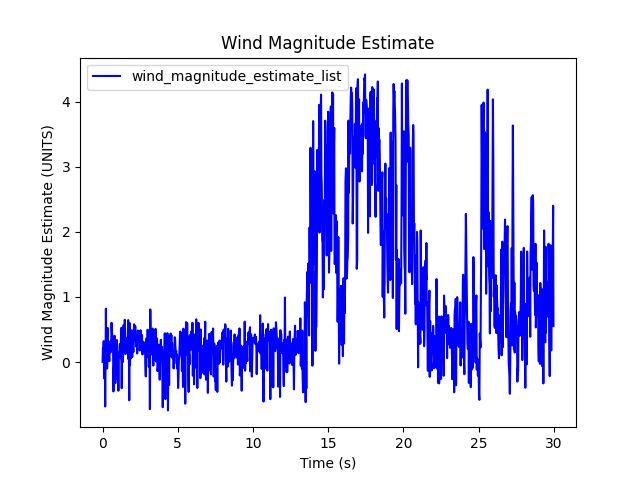 Wind Magnitude Estimate
wind_magnitude_estimate_list
Wind Magnitude Estimate (UNITS)
4
3
2
1
0
0 5 10 15 20 25 30
Time (s)